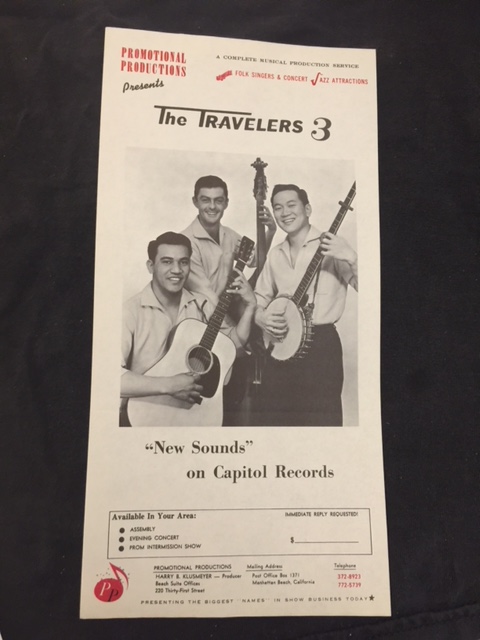 PROMOTIONAL
PRODUCTIONS
Presents
A COMPLETE MUSICAL PRODUCTION SERVICE
FOLK SINGERS & CONCERT JAZZ ATTRACTIONS
The TRAVELERS 3
"New Sounds"
on Capitol Records
Available In Your Area:
IMMEDIATE REPLY REQUESTED!
● ASSEMBLY
● EVENING CONCERT
● PROM INTERMISSION SHOW
$
PP
PROMOTIONAL PRODUCTIONS
HARRY B. KLUSMEYER — Producer
Beach Suite Offices
220 Thirty-First Street
Mailing Address
Post Office Box 1371
Manhattan Beach, California
Telephone
372-8921
772-5739
PRESENTING THE BIGGEST "NAMES" IN SHOW BUSINESS TODAY★